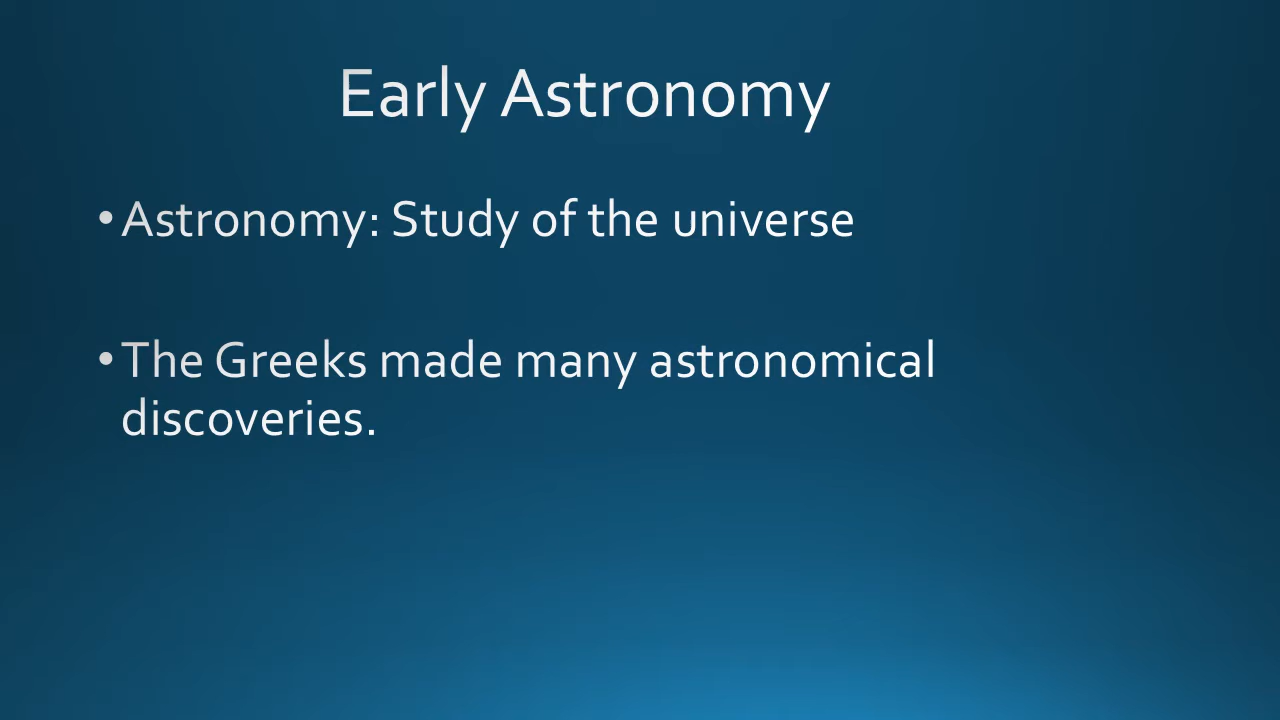 Early Astronomy
•Astronomy: Study of the universe
•The Greeks made many astronomical
discoveries.